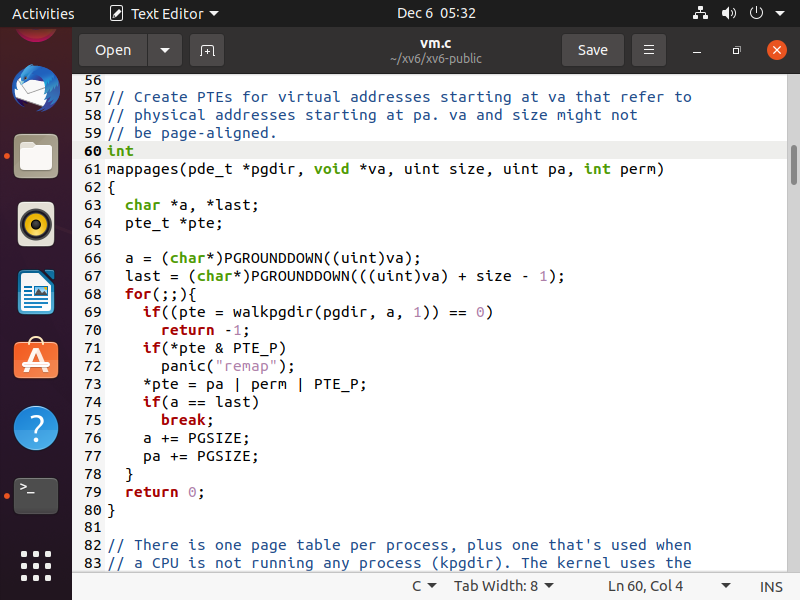 Activities
Text Editor
Dec 6 05:32
Open
vm.c
~/xv6/xv6-public
Save
56
57 // Create PTEs for virtual addresses starting at va that refer to
58 // physical addresses starting at pa. va and size might not
59 // be page-aligned.
60 int
61 mappages(pde_t *pgdir, void *va, uint size, uint pa, int perm)
62 {
63   char *a, *last;
64   pte_t *pte;
65
66   a = (char*)PGROUNDDOWN((uint)va);
67   last = (char*)PGROUNDDOWN(((uint)va) + size - 1);
68   for(;;){
69     if((pte = walkpgdir(pgdir, a, 1)) == 0)
70       return -1;
71     if(*pte & PTE_P)
72       panic("remap");
73     *pte = pa | perm | PTE_P;
74     if(a == last)
75       break;
76     a += PGSIZE;
77     pa += PGSIZE;
78   }
79   return 0;
80 }
81
82 // There is one page table per process, plus one that's used when
83 // a CPU is not running any process (kpgdir). The kernel uses the
C
Tab Width: 8
Ln 60, Col 4
INS